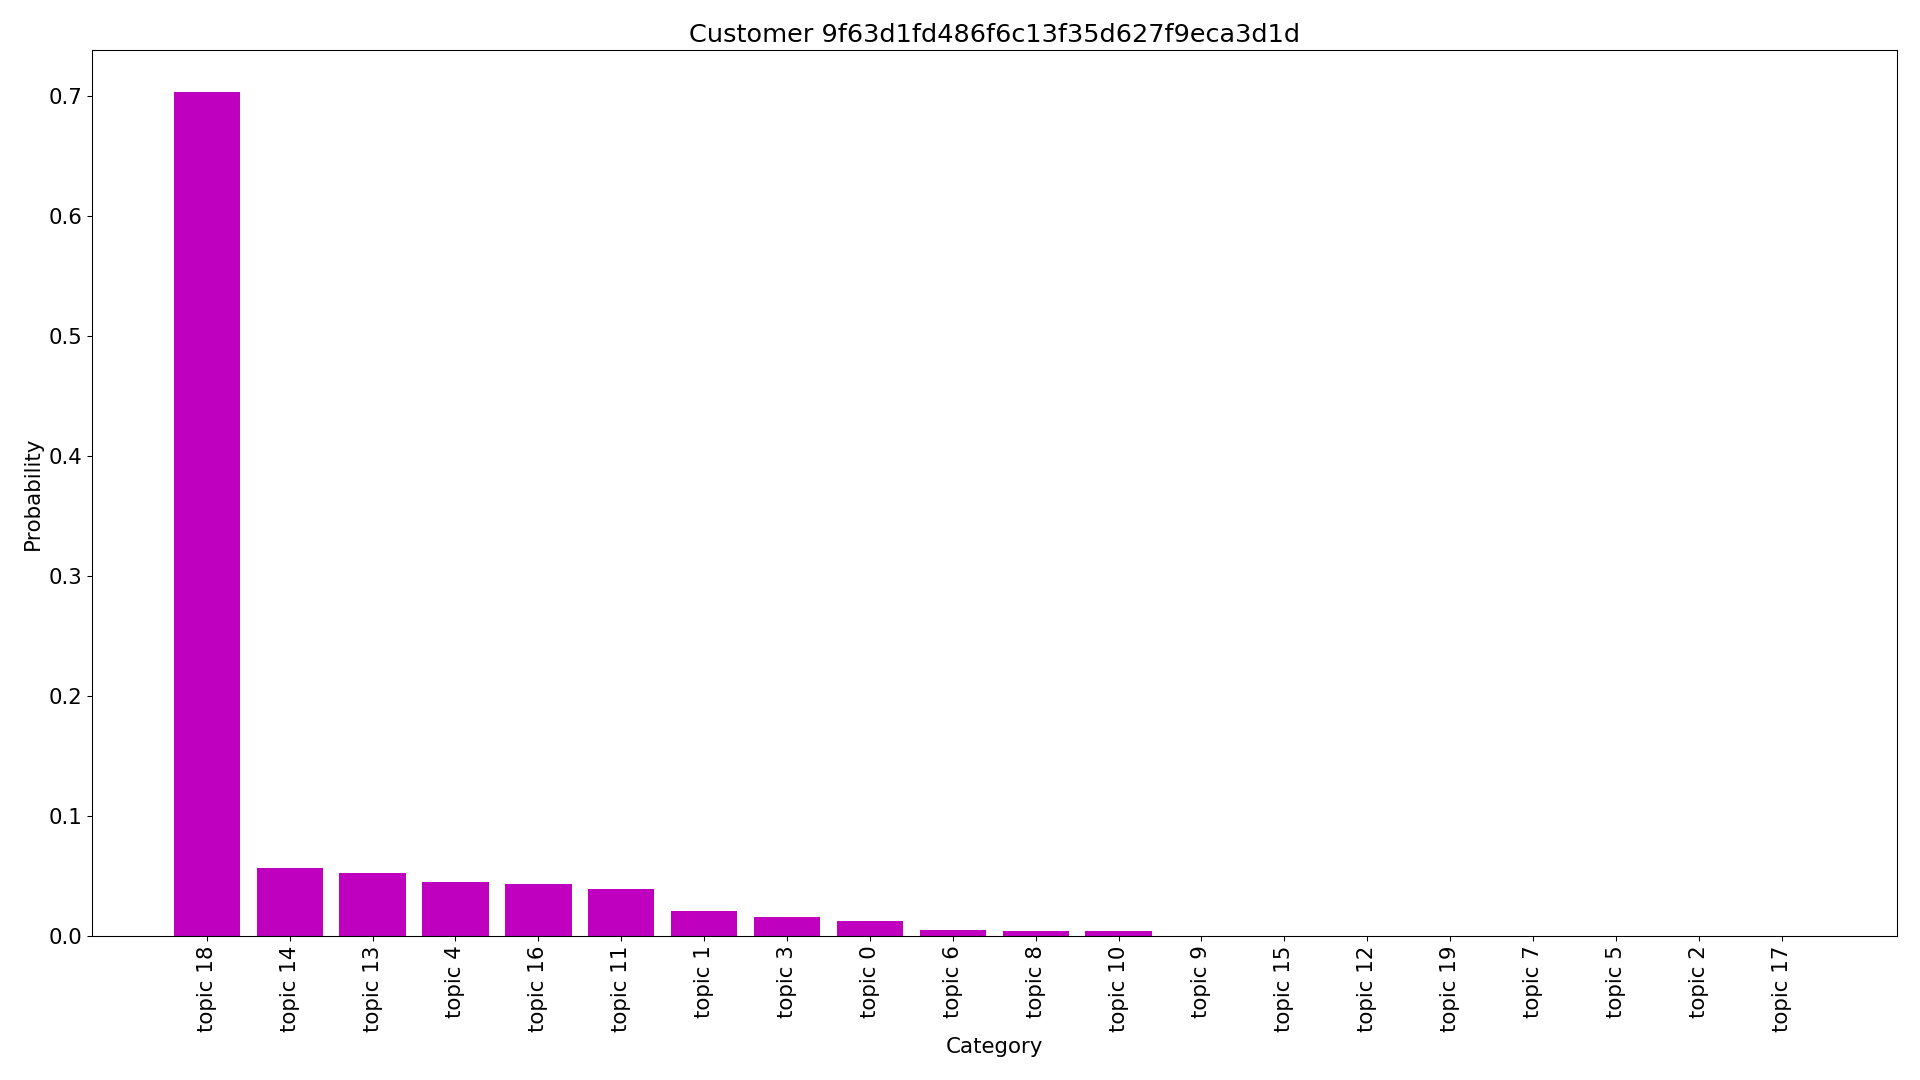 Customer 9f63d1fd486f6c13f35d627f9eca3d1d
Probability
0.7
0.6
0.5
0.4
0.3
0.2
0.1
0.0
topic 18
topic 14
topic 13
topic 4
topic 16
topic 11
topic 1
topic 3
topic 0
topic 6
topic 8
topic 10
topic 9
topic 15
topic 12
topic 19
topic 7
topic 5
topic 2
topic 17
Category